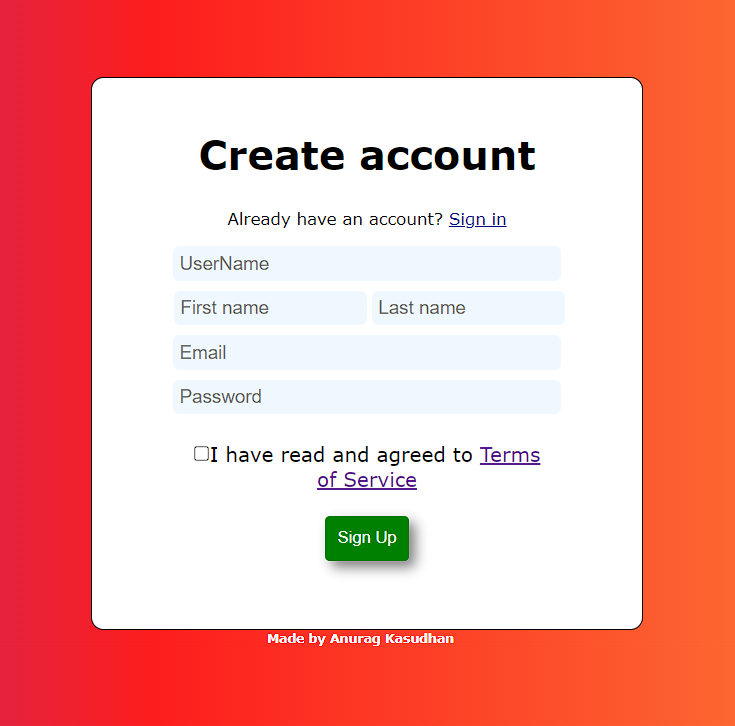 Create account
Already have an account? Sign in
UserName
First name Last name
Email
Password
I have read and agreed to Terms
of Service
Sign Up
Made by Anurag Kasudhan